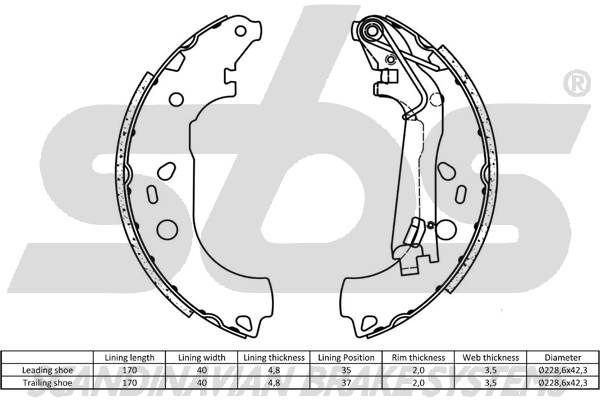 sbs®
Lining length Lining width Lining thickness Lining Position Rim thickness Web thickness Diameter
Leading shoe 170 40 4,8 35 2,0 3,5 Ø228,6x42,3
Trailing shoe 170 40 4,8 37 2,0 3,5 Ø228,6x42,3
SCANDINAVIAN BRAKE SYSTEMS